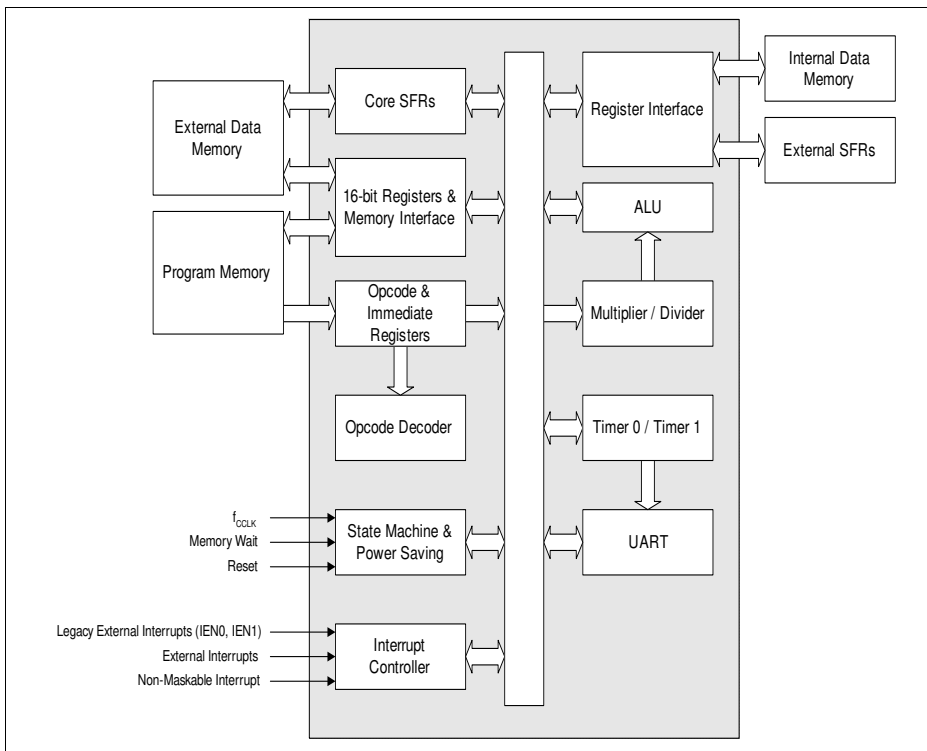 External Data
Memory
Program Memory
Core SFRs
16-bit Registers &
Memory Interface
Opcode &
Immediate
Registers
Opcode Decoder
State Machine &
Power Saving
Interrupt
Controller
fCCLK
Memory Wait
Reset
Legacy External Interrupts (IEN0, IEN1)
External Interrupts
Non-Maskable Interrupt
Register Interface
ALU
Multiplier / Divider
Timer 0 / Timer 1
UART
Internal Data
Memory
External SFRs